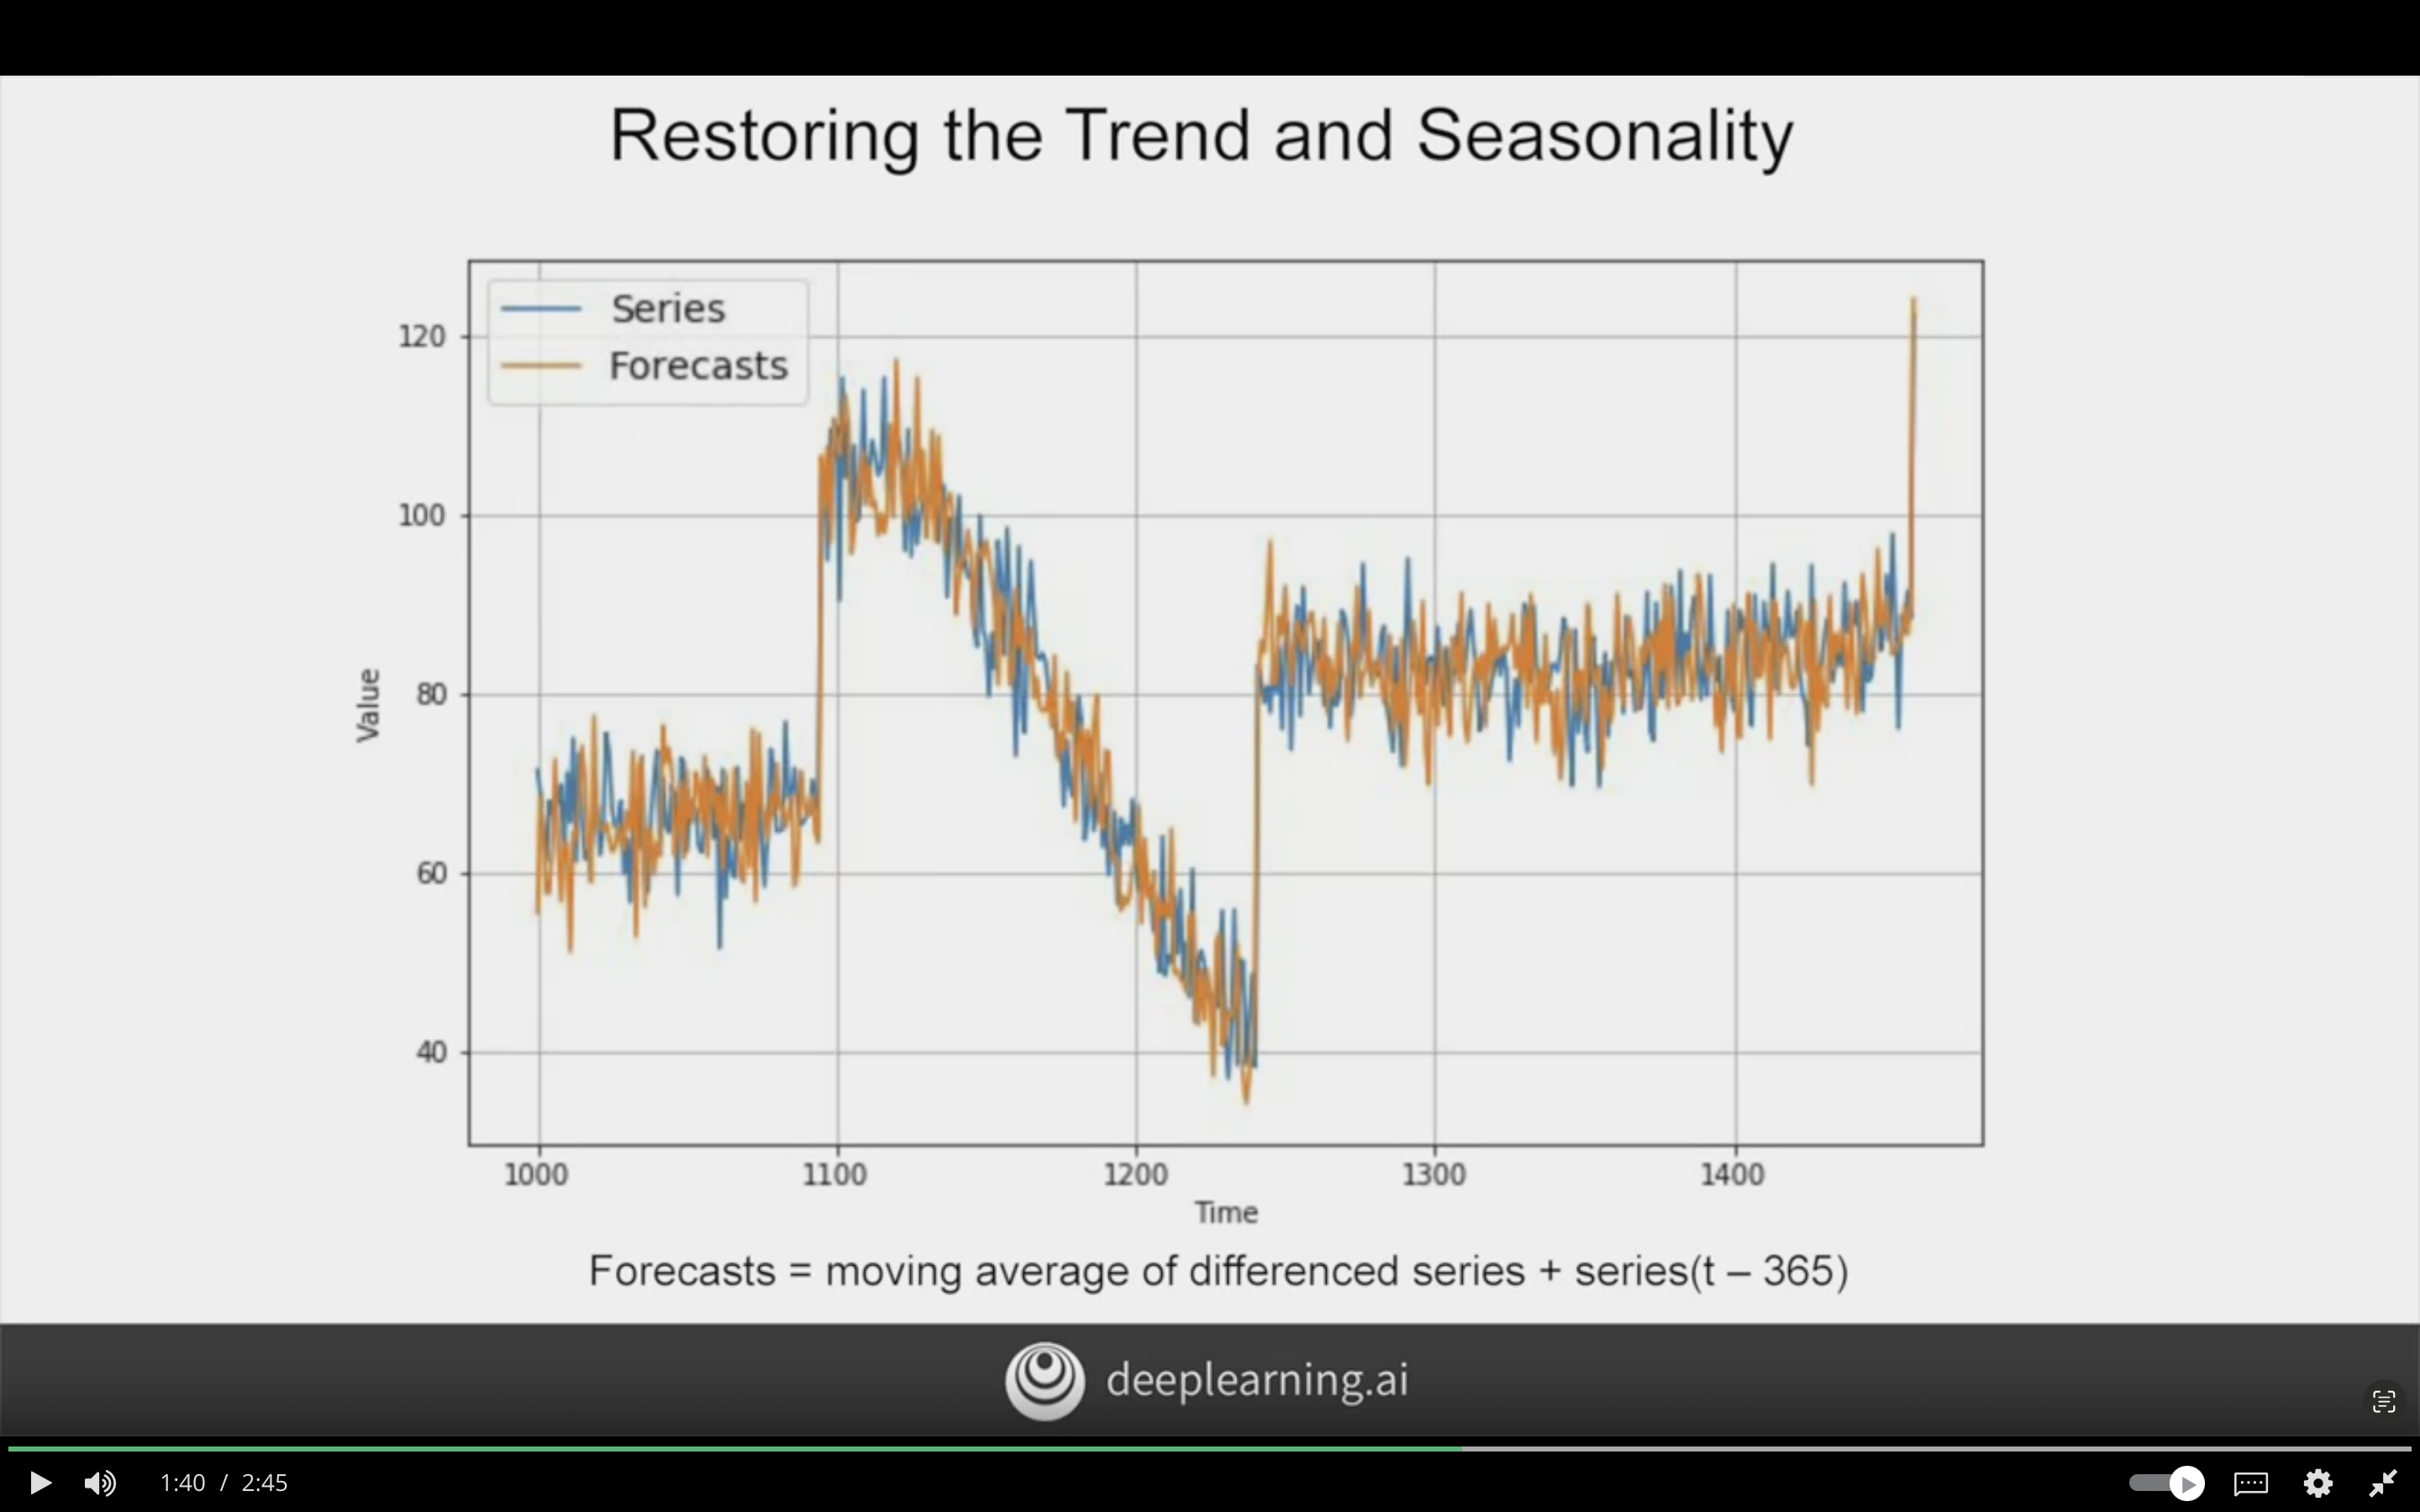 Restoring the Trend and Seasonality
Series
Forecasts
120
100
80
60
40
Value
1000 1100 1200 1300 1400
Time
Forecasts = moving average of differenced series + series(t – 365)
deeplearning.ai
1:40 / 2:45